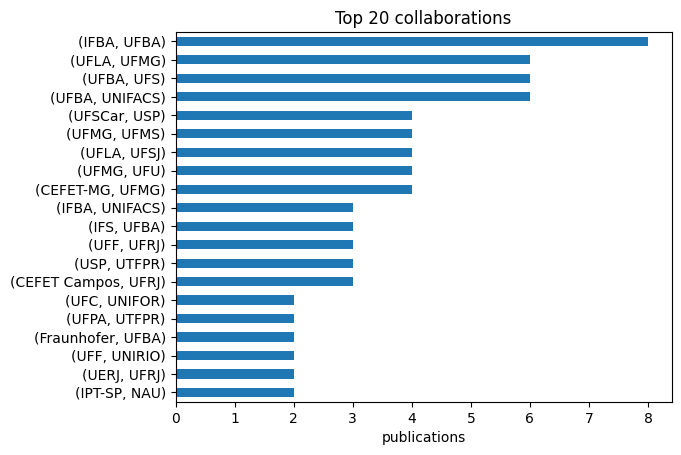 Top 20 collaborations
(IFBA, UFBA)
(UFLA, UFMG)
(UFBA, UFS)
(UFBA, UNIFACS)
(UFSCar, USP)
(UFMG, UFMS)
(UFLA, UFSJ)
(UFMG, UFU)
(CEFET-MG, UFMG)
(IFBA, UNIFACS)
(IFS, UFBA)
(UFF, UFRJ)
(USP, UTFPR)
(CEFET Campos, UFRJ)
(UFC, UNIFOR)
(UFPA, UTFPR)
(Fraunhofer, UFBA)
(UFF, UNIRIO)
(UERJ, UFRJ)
(IPT-SP, NAU)
0 1 2 3 4 5 6 7 8
publications